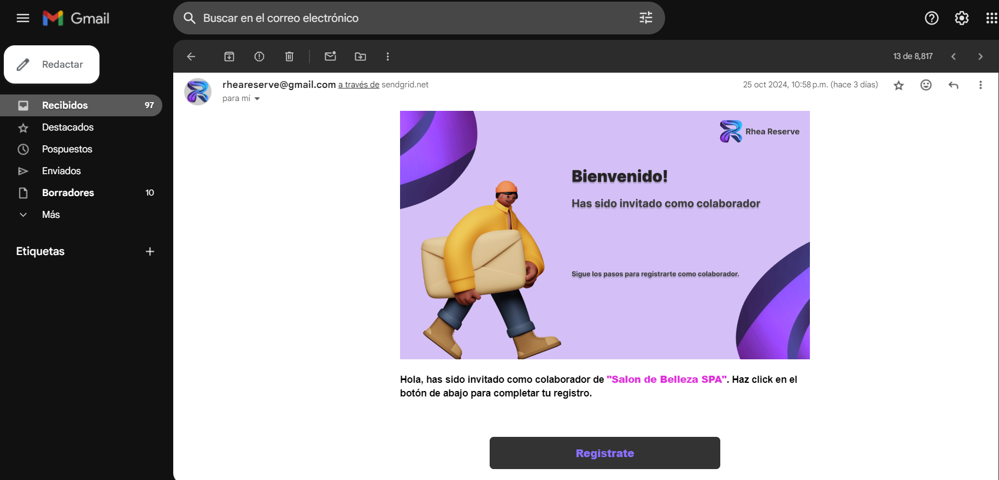 Gmail
Buscar en el correo electrónico
Redactar
13 de 8,817
Recibidos 97
Destacados
Pospuestos
Enviados
Borradores 10
Más
Etiquetas
rheareserve@gmail.com a través de sendgrid.net
25 oct 2024, 10:58 p.m. (hace 3 días)
para mí
Rhea Reserve
Bienvenido!
Has sido invitado como colaborador
Sigue los pasos para registrarte como colaborador.
Hola, has sido invitado como colaborador de "Salon de Belleza SPA". Haz click en el
botón de abajo para completar tu registro.
Registrate